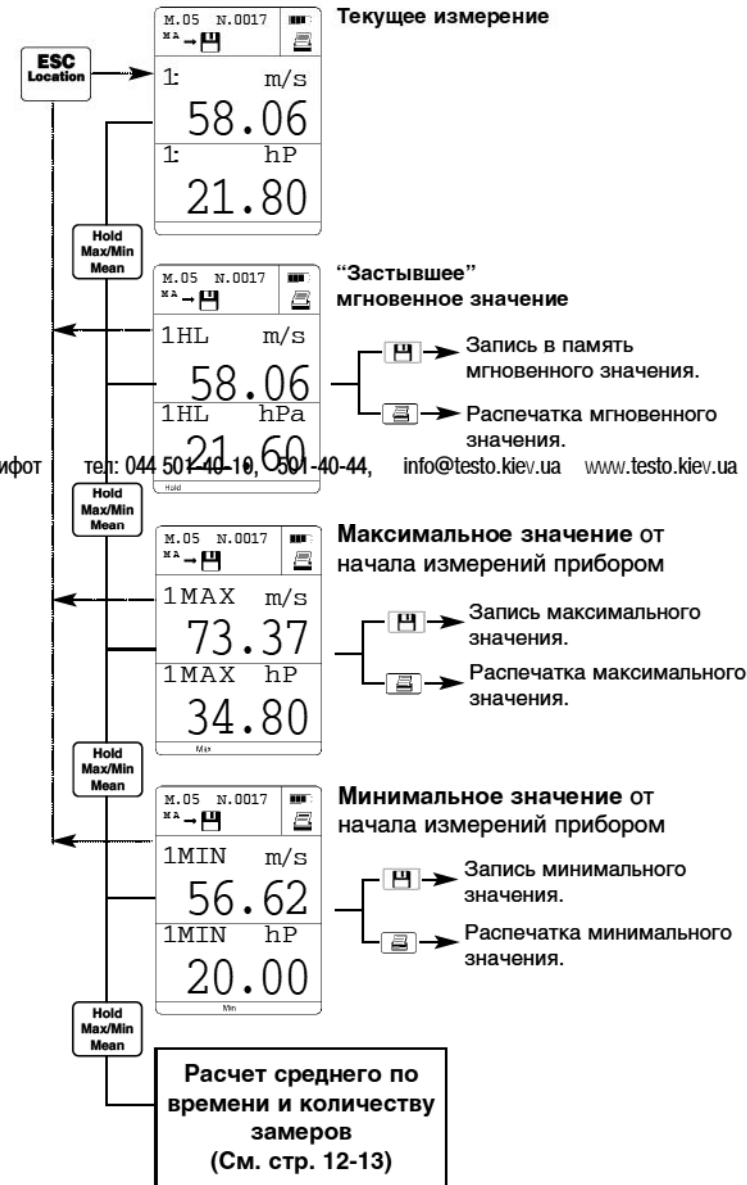 M.05 N.0017
Текущее измерение
MA →
ESC
Location
1: m/s
58.06
1: hP
21.80
Hold
Max/Min
Mean
M.05 N.0017
MA →
“Застывшее”
мгновенное значение
1HL m/s
58.06
Запись в память
мгновенного значения.
1HL hPa
21.60
Распечатка мгновенного
значения.
ифот тел: 044 501-40-10, 501-40-44, info@testo.kiev.ua www.testo.kiev.ua
Hold
Hold
Max/Min
Mean
M.05 N.0017
MA →
Максимальное значение от
начала измерений прибором
1MAX m/s
73.37
Запись максимального
значения.
1MAX hP
34.80
Распечатка максимального
значения.
Max
Hold
Max/Min
Mean
M.05 N.0017
MA →
Минимальное значение от
начала измерений прибором
1MIN m/s
56.62
Запись минимального
значения.
1MIN hP
20.00
Распечатка минимального
значения.
Min
Hold
Max/Min
Mean
Расчет среднего по
времени и количеству
замеров
(См. стр. 12-13)